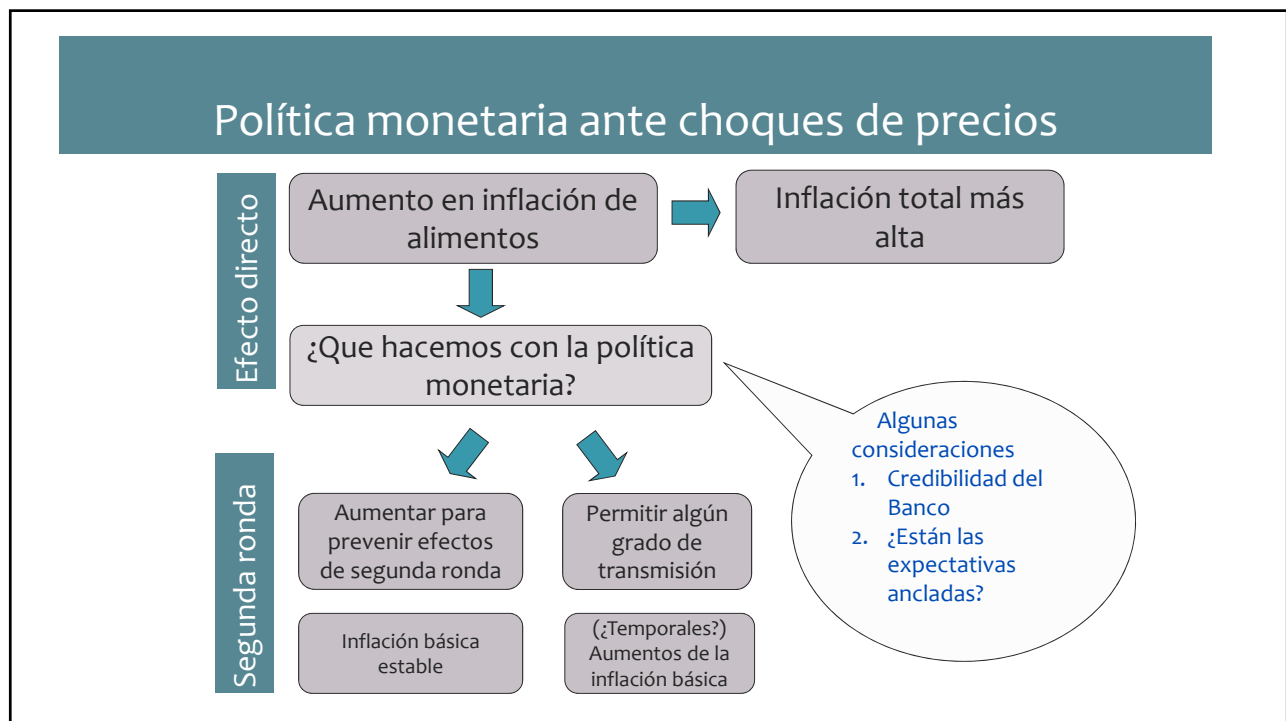 Política monetaria ante choques de precios
Efecto directo
Aumento en inflación de
alimentos
Inflación total más
alta
¿Que hacemos con la política
monetaria?
Algunas
consideraciones
1. Credibilidad del
Banco
2. ¿Están las
expectativas
ancladas?
Segunda ronda
Aumentar para
prevenir efectos
de segunda ronda
Permitir algún
grado de
transmisión
Inflación básica
estable
(¿Temporales?)
Aumentos de la
inflación básica